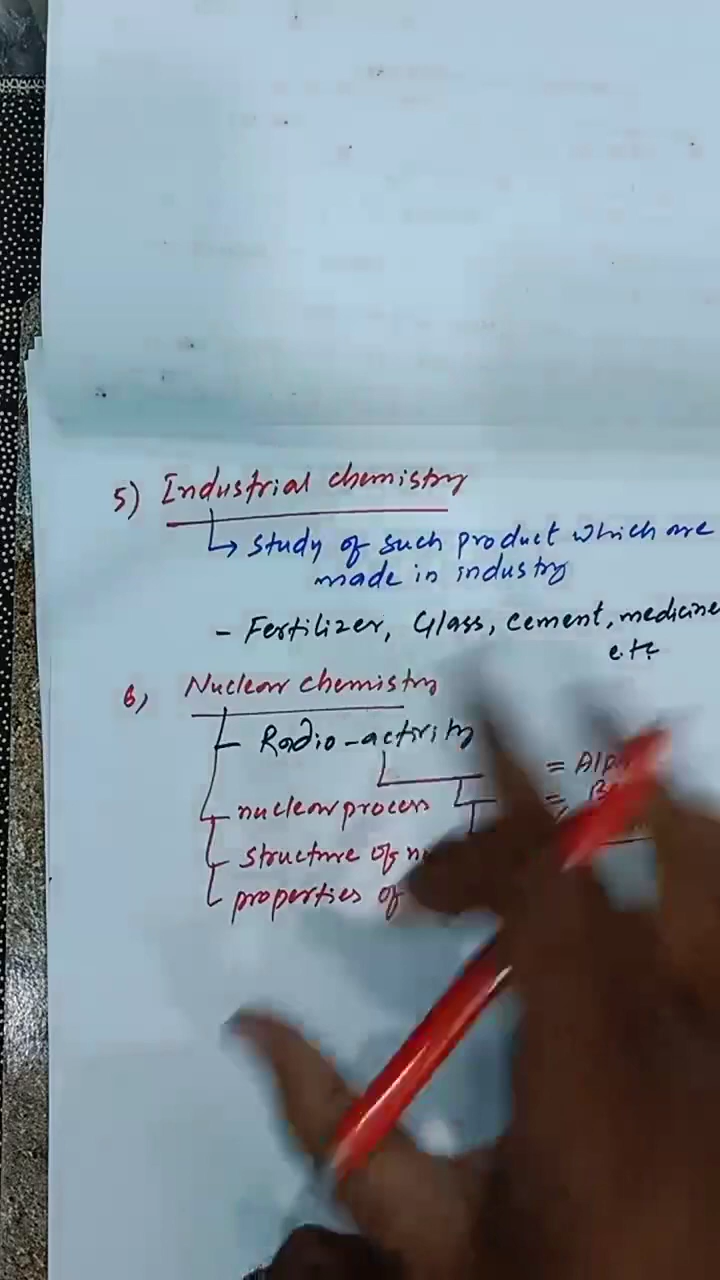 5) Industrial chemistry
↳ study of such product which are
made in industry
- Fertilizer, Glass, cement, medicine
e.tc
6) Nuclear chemistry
Radio-activity
=
nuclear process
=
structure of
properties of